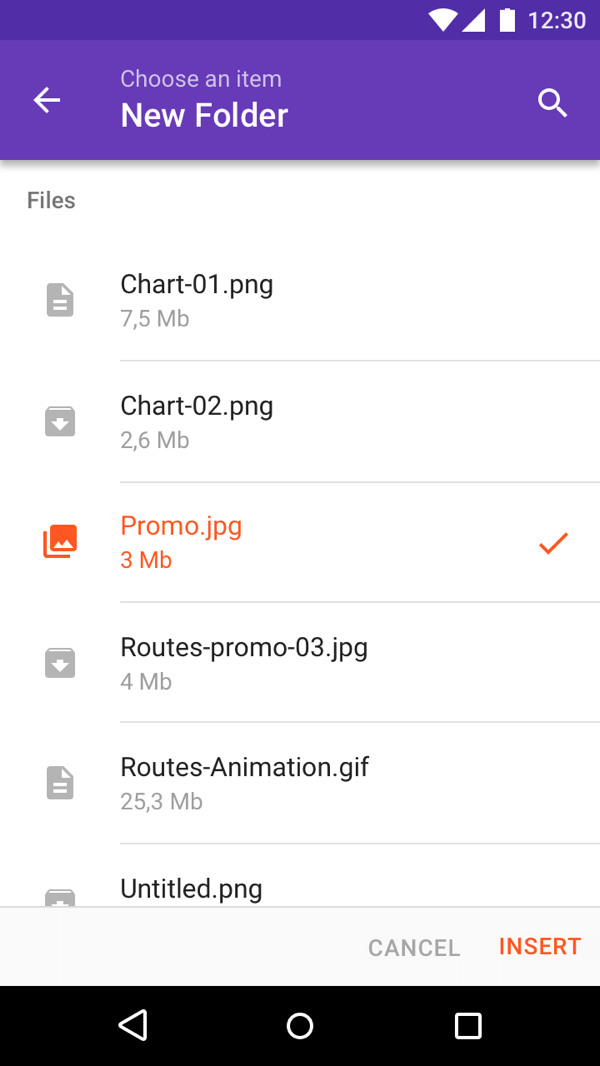 12:30
Choose an item
New Folder
Files
Chart-01.png
7,5 Mb
Chart-02.png
2,6 Mb
Promo.jpg
3 Mb
Routes-promo-03.jpg
4 Mb
Routes-Animation.gif
25,3 Mb
Untitled.png
CANCEL INSERT